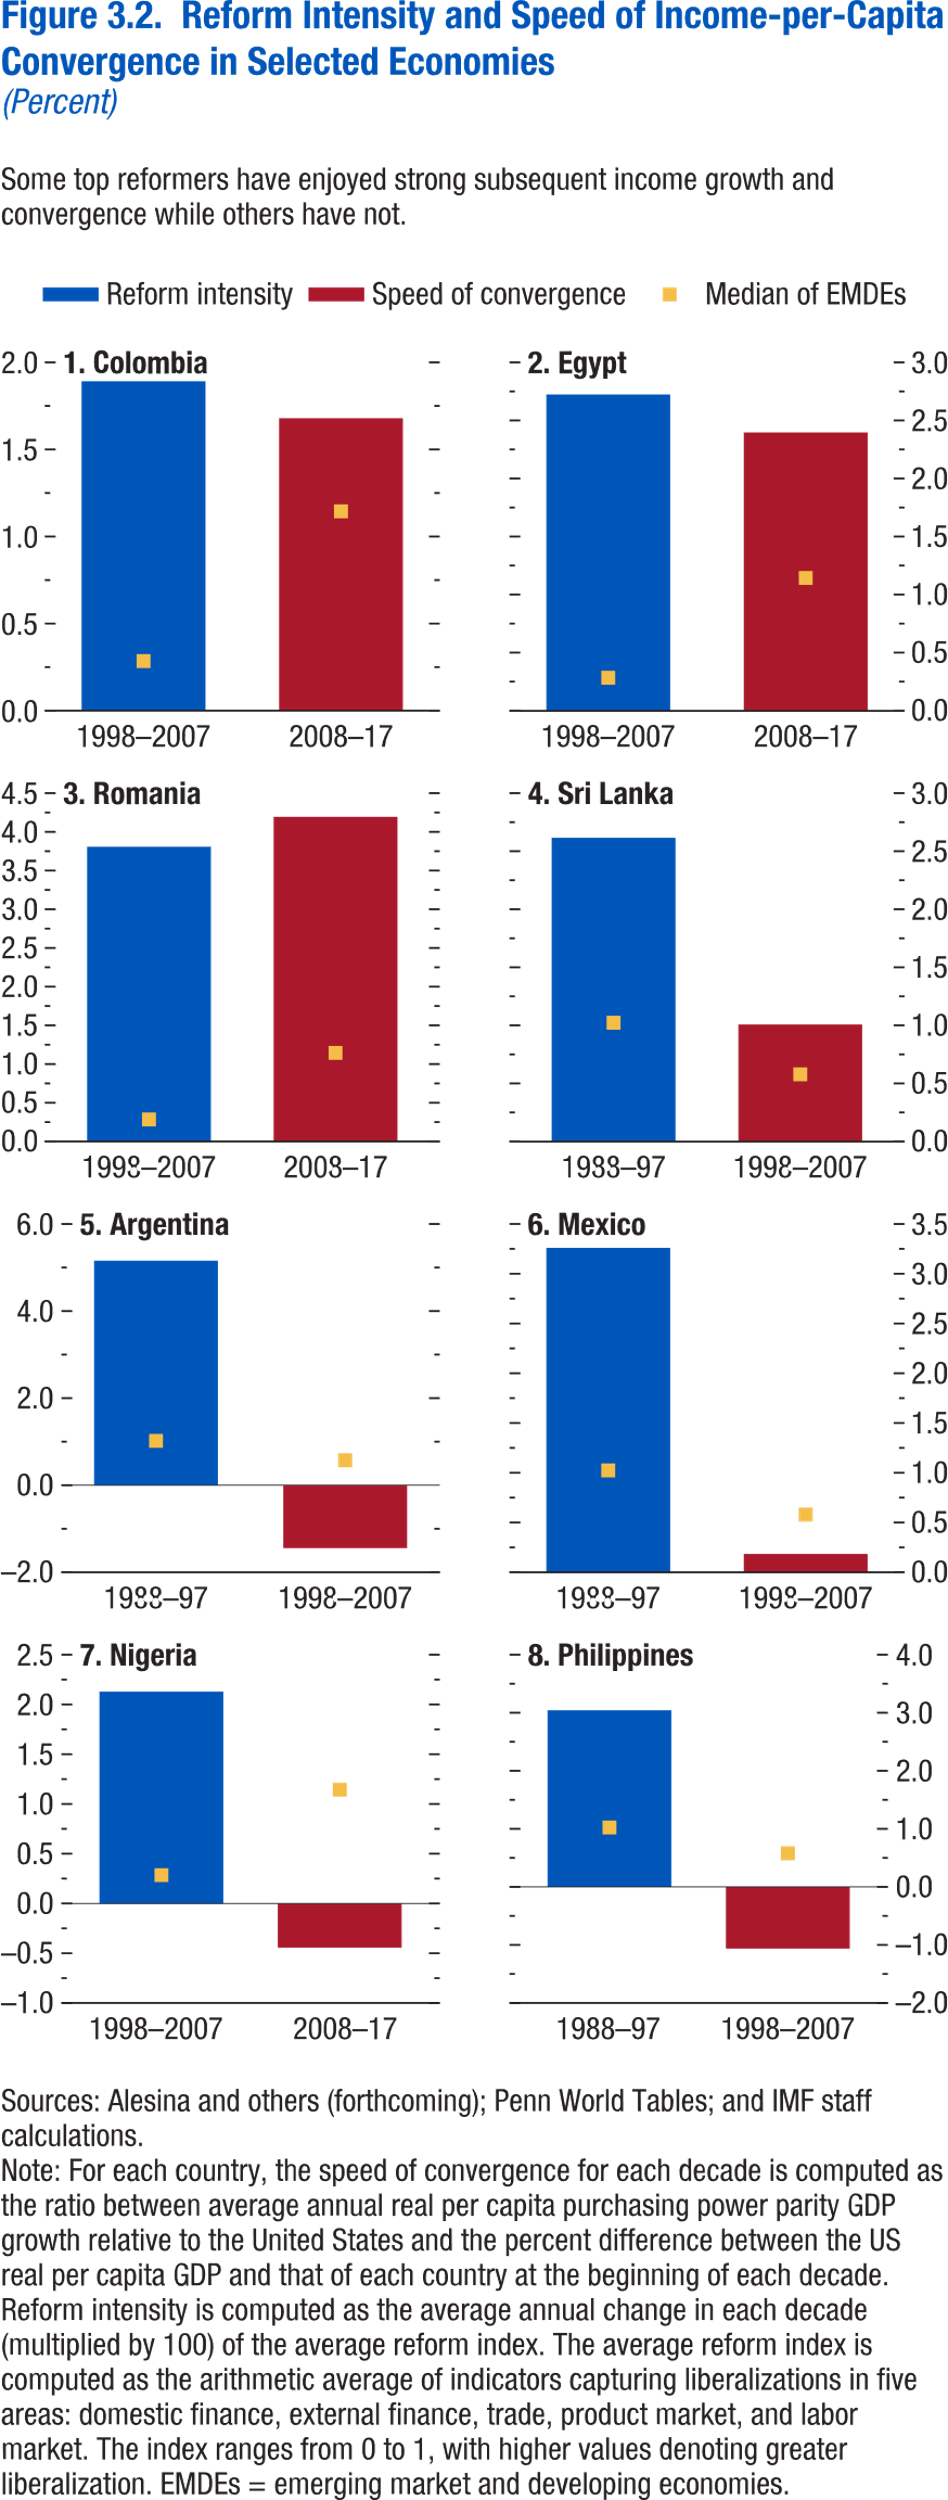 Figure 3.2. Reform Intensity and Speed of Income-per-Capita
Convergence in Selected Economies
(Percent)
Some top reformers have enjoyed strong subsequent income growth and
convergence while others have not.
Reform intensity Speed of convergence Median of EMDEs
2.0 1. Colombia
1.5
1.0
0.5
0.0
1998–2007 2008–17
2. Egypt 3.0
2.5
2.0
1.5
1.0
0.5
0.0
1998–2007 2008–17
4.5 3. Romania
4.0
3.5
3.0
2.5
2.0
1.5
1.0
0.5
0.0
1998–2007 2008–17
4. Sri Lanka 3.0
2.5
2.0
1.5
1.0
0.5
0.0
1988–97 1998–2007
6.0 5. Argentina
4.0
2.0
0.0
–2.0
1988–97 1998–2007
6. Mexico 3.5
3.0
2.5
2.0
1.5
1.0
0.5
0.0
1988–97 1998–2007
2.5 7. Nigeria
2.0
1.5
1.0
0.5
0.0
–0.5
–1.0
1998–2007 2008–17
8. Philippines 4.0
3.0
2.0
1.0
0.0
–1.0
–2.0
1988–97 1998–2007
Sources: Alesina and others (forthcoming); Penn World Tables; and IMF staff
calculations.
Note: For each country, the speed of convergence for each decade is computed as
the ratio between average annual real per capita purchasing power parity GDP
growth relative to the United States and the percent difference between the US
real per capita GDP and that of each country at the beginning of each decade.
Reform intensity is computed as the average annual change in each decade
(multiplied by 100) of the average reform index. The average reform index is
computed as the arithmetic average of indicators capturing liberalizations in five
areas: domestic finance, external finance, trade, product market, and labor
market. The index ranges from 0 to 1, with higher values denoting greater
liberalization. EMDEs = emerging market and developing economies.